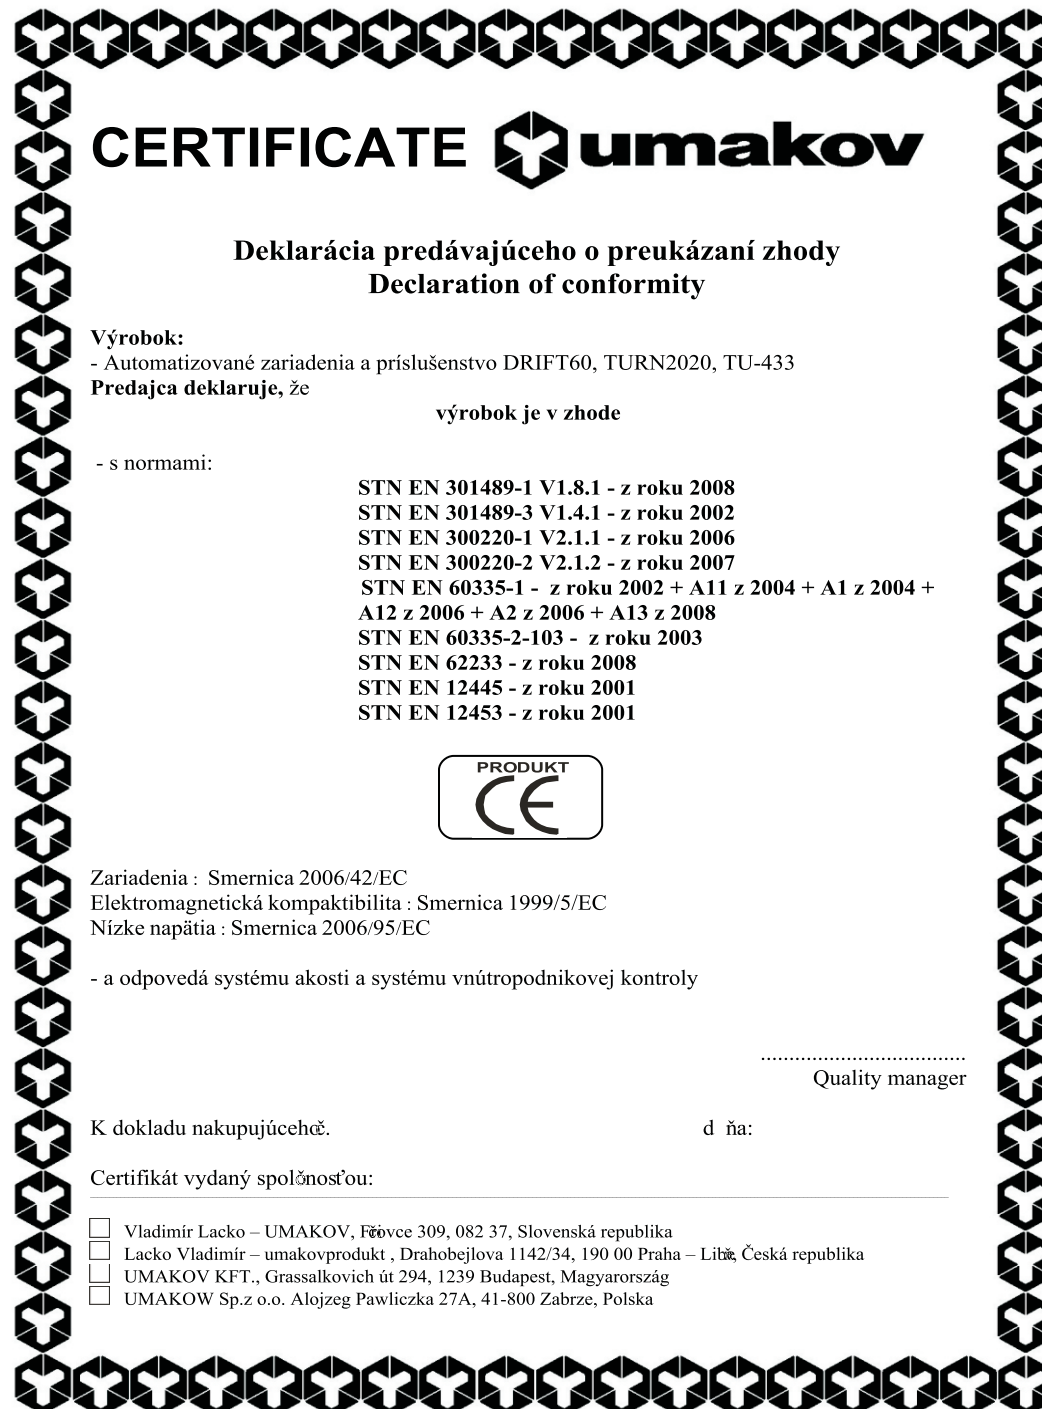 CERTIFICATE umakov
Deklarácia predávajúceho o preukázaní zhody
Declaration of conformity
Výrobok:
- Automatizované zariadenia a príslušenstvo DRIFT60, TURN2020, TU-433
Predajca deklaruje, že
výrobok je v zhode
- s normami:
STN EN 301489-1 V1.8.1 - z roku 2008
STN EN 301489-3 V1.4.1 - z roku 2002
STN EN 300220-1 V2.1.1 - z roku 2006
STN EN 300220-2 V2.1.2 - z roku 2007
STN EN 60335-1 - z roku 2002 + A11 z 2004 + A1 z 2004 +
A12 z 2006 + A2 z 2006 + A13 z 2008
STN EN 60335-2-103 - z roku 2003
STN EN 62233 - z roku 2008
STN EN 12445 - z roku 2001
STN EN 12453 - z roku 2001
PRODUKT
CE
Zariadenia : Smernica 2006/42/EC
Elektromagnetická kompaktibilita : Smernica 1999/5/EC
Nízke napätia : Smernica 2006/95/EC
- a odpovedá systému akosti a systému vnútropodnikovej kontroly
....................................
Quality manager
K dokladu nakupujúceho č. d ňa:
Certifikát vydaný spoločnosťou:
Vladimír Lacko – UMAKOV, 309, 082 37, Slovenská republika
Lacko Vladimír – umakovprodukt , Drahobejlova 1142/34, 190 00 Praha – Česká republika
UMAKOV KFT., Grassalkovich út 294, 1239 Budapest, Magyarország
UMAKOW Sp.z o.o. Alojzeg Pawliczka 27A, 41-800 Zabrze, Polska